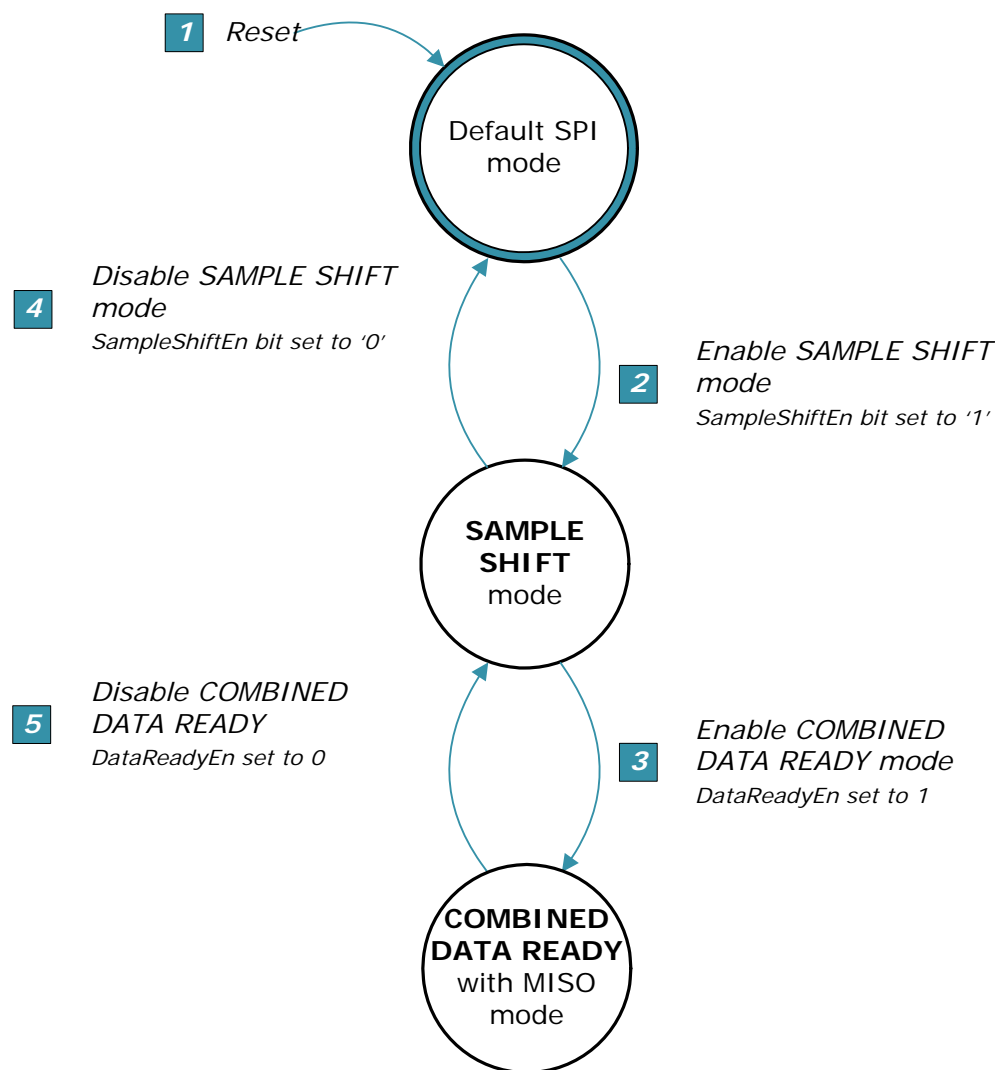 1 Reset
Default SPI
mode
Disable SAMPLE SHIFT
4 mode
SampleShiftEn bit set to ‘0’
Enable SAMPLE SHIFT
2 mode
SampleShiftEn bit set to ‘1’
SAMPLE
SHIFT
mode
Disable COMBINED
5 DATA READY
DataReadyEn set to 0
Enable COMBINED
3 DATA READY mode
DataReadyEn set to 1
COMBINED
DATA READY
with MISO
mode